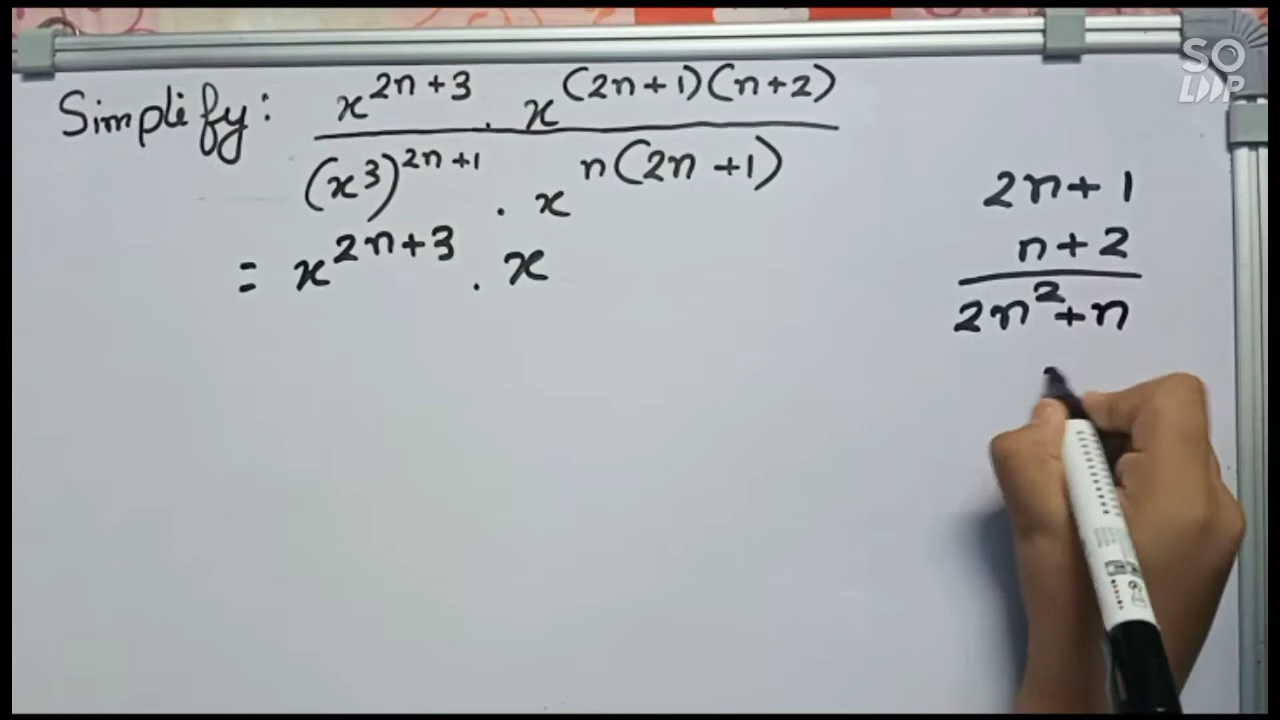 Simplify: x^{2n+3} . x^{(2n+1)(n+2)}
(x^3)^{2n+1} . x^{n(2n+1)}
= x^{2n+3} . x
2n+1
n+2
2n^2+n
SO
LOOP